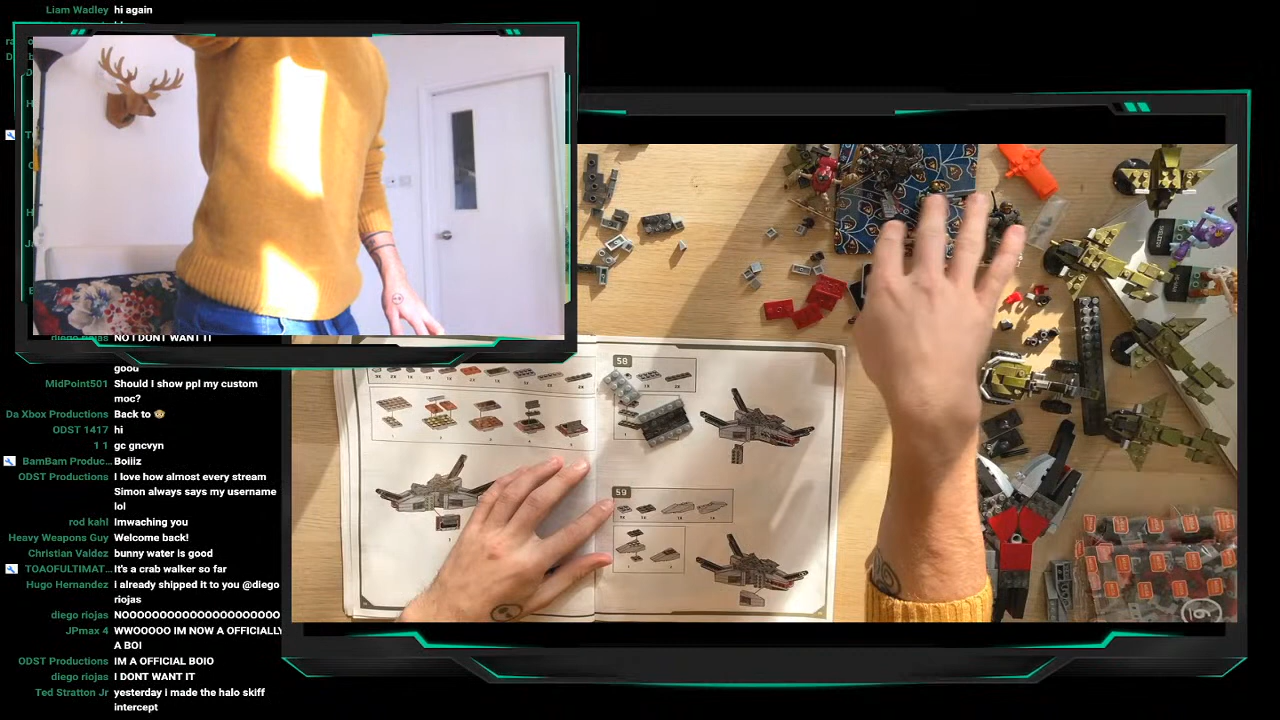 Liam Wadley hi again
diego riojas NO I DONT WANT IT
good
MidPoint501 Should I show ppl my custom
moc?
Da Xbox Productions Back to 🐵
ODST 1417 hi
1 1 gc gncvyn
BamBam Produc... Boiiiz
ODST Productions I love how almost every stream
Simon always says my username
lol
rod kahl Imwaching you
Heavy Weapons Guy Welcome back!
Christian Valdez bunny water is good
TOAOFULTIMAT... It's a crab walker so far
Hugo Hernandez i already shipped it to you @diego
riojas
diego riojas NOOOOOOOOOOOOOOOOOOOO
JPmax 4 WWOOOOO IM NOW A OFFICIALLY
A BOI
ODST Productions IM A OFFICIAL BOIO
diego riojas I DONT WANT IT
Ted Stratton Jr yesterday i made the halo skiff
intercept
58
59
16